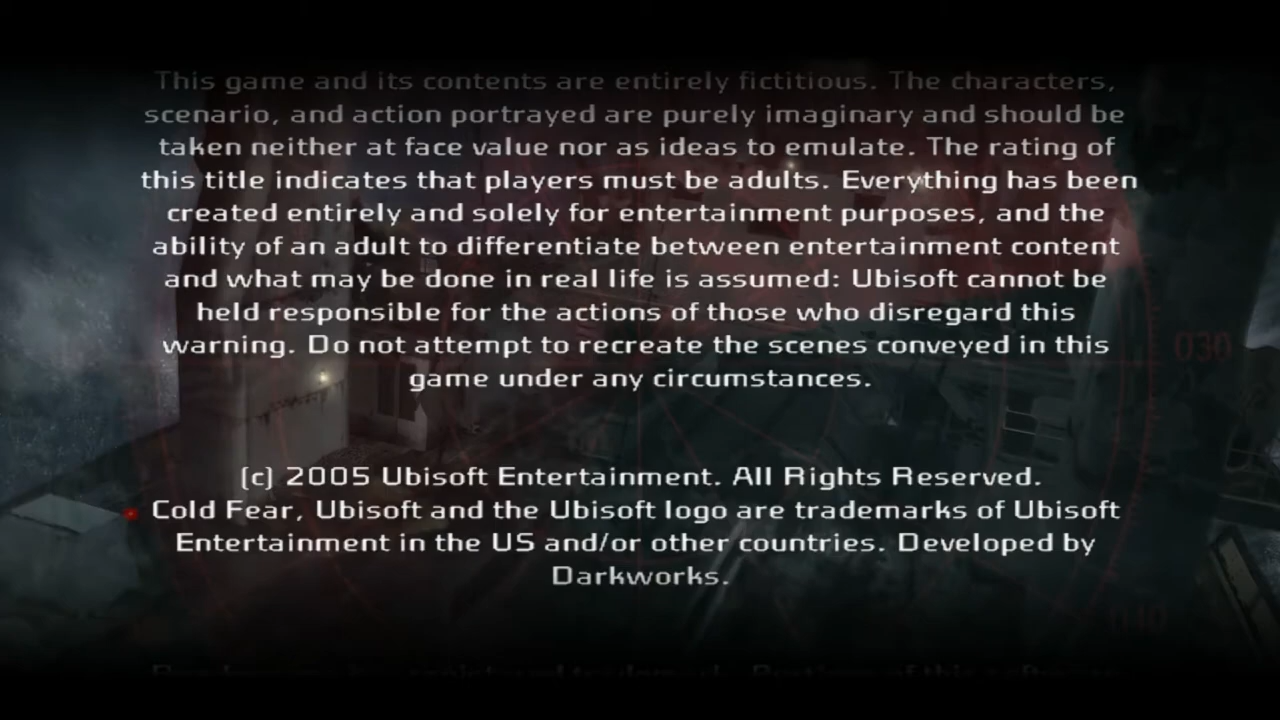 This game and its contents are entirely fictitious. The characters,
scenario, and action portrayed are purely imaginary and should be
taken neither at face value nor as ideas to emulate. The rating of
this title indicates that players must be adults. Everything has been
created entirely and solely for entertainment purposes, and the
ability of an adult to differentiate between entertainment content
and what may be done in real life is assumed: Ubisoft cannot be
held responsible for the actions of those who disregard this
warning. Do not attempt to recreate the scenes conveyed in this
game under any circumstances.
030
(c) 2005 Ubisoft Entertainment. All Rights Reserved.
Cold Fear, Ubisoft and the Ubisoft logo are trademarks of Ubisoft
Entertainment in the US and/or other countries. Developed by
Darkworks.
Portions of this software